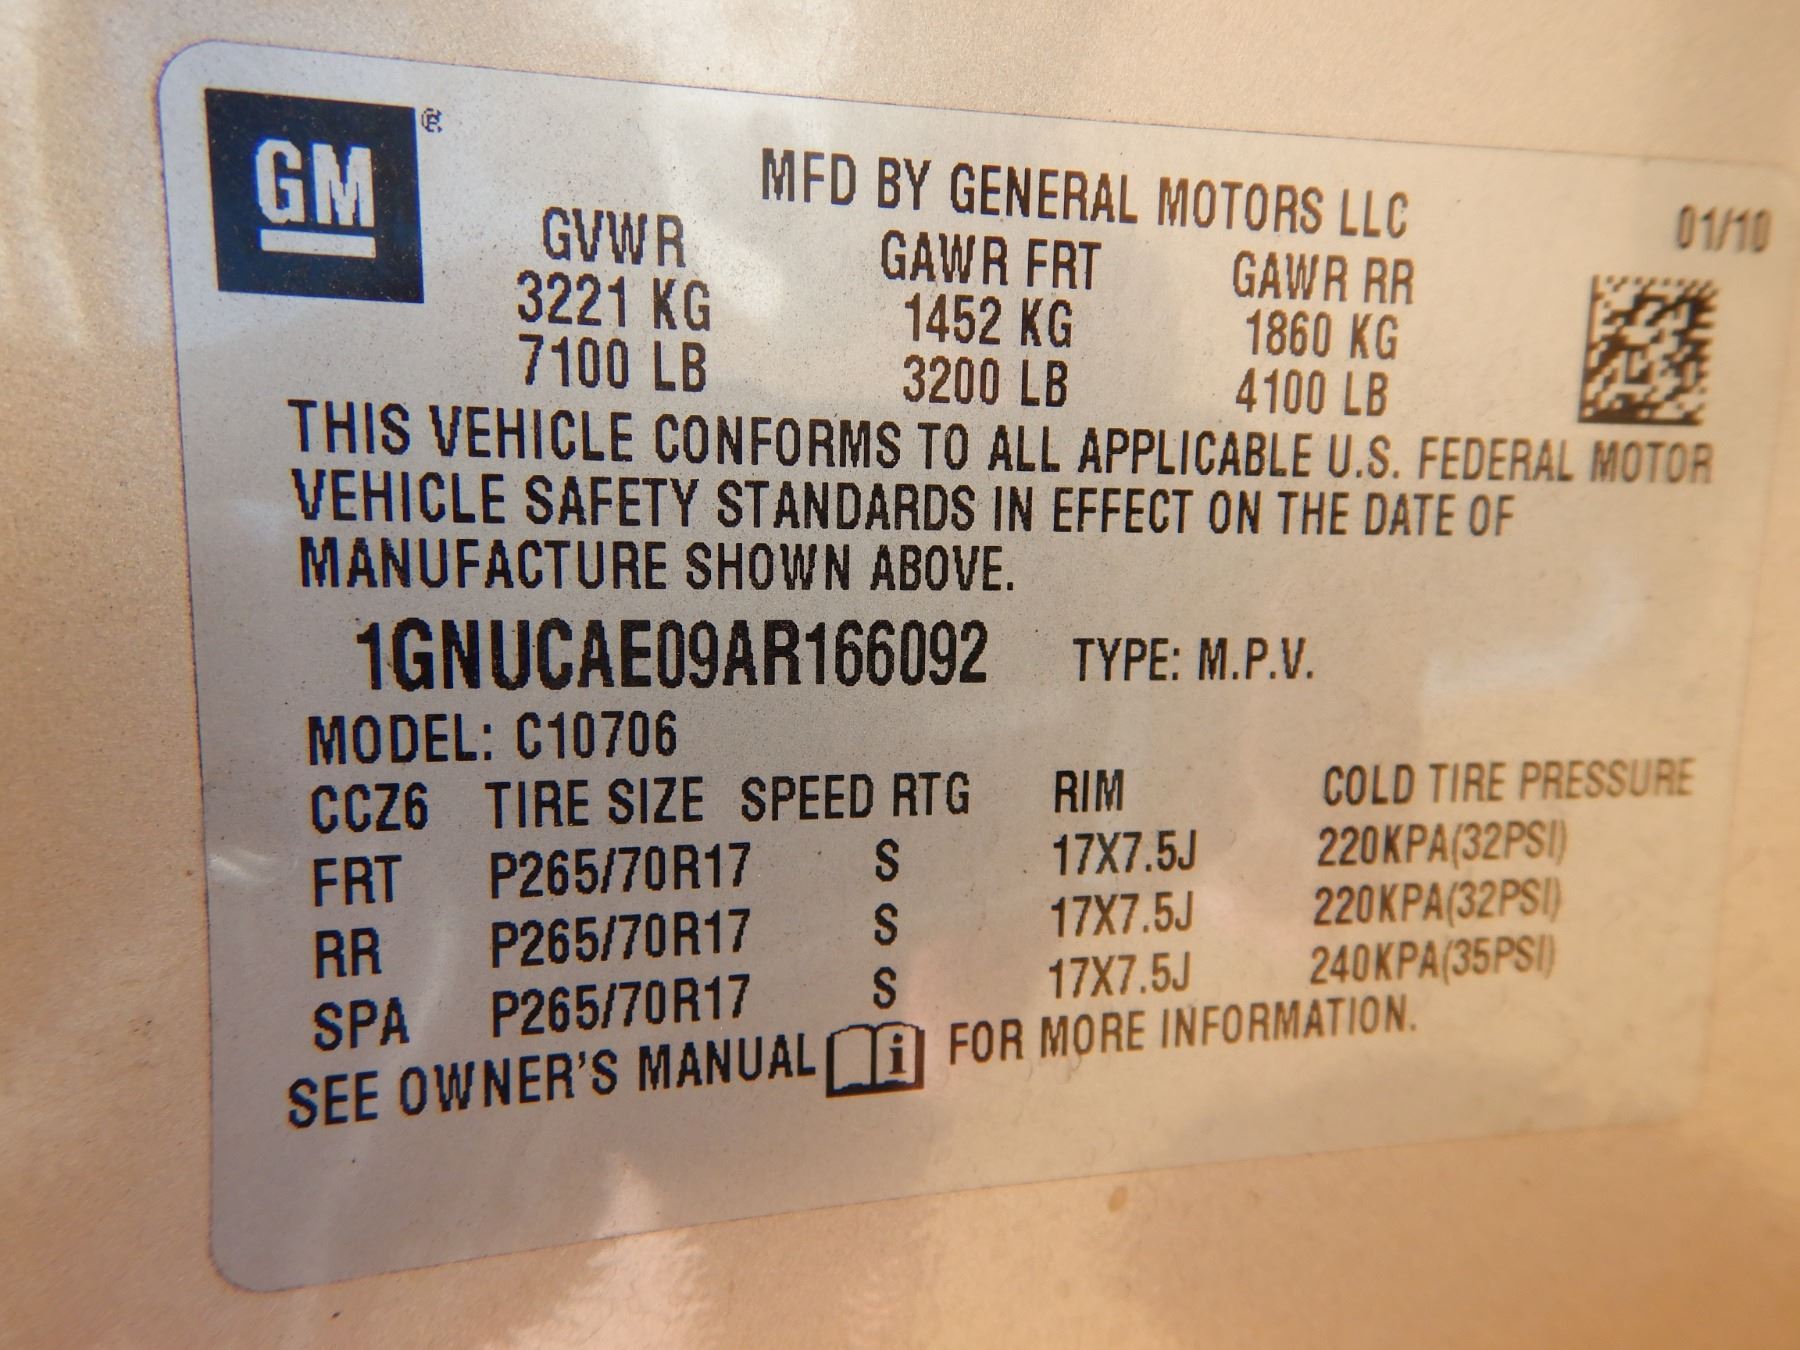 GM ®
MFD BY GENERAL MOTORS LLC 01/10
GVWR GAWR FRT GAWR RR
3221 KG 1452 KG 1860 KG
7100 LB 3200 LB 4100 LB
THIS VEHICLE CONFORMS TO ALL APPLICABLE U.S. FEDERAL MOTOR
VEHICLE SAFETY STANDARDS IN EFFECT ON THE DATE OF
MANUFACTURE SHOWN ABOVE.
1GNUCAE09AR166092 TYPE: M.P.V.
MODEL: C10706
CCZ6 TIRE SIZE SPEED RTG RIM COLD TIRE PRESSURE
FRT P265/70R17 S 17X7.5J 220KPA(32PSI)
RR P265/70R17 S 17X7.5J 220KPA(32PSI)
SPA P265/70R17 S 17X7.5J 240KPA(35PSI)
SEE OWNER'S MANUAL i FOR MORE INFORMATION.